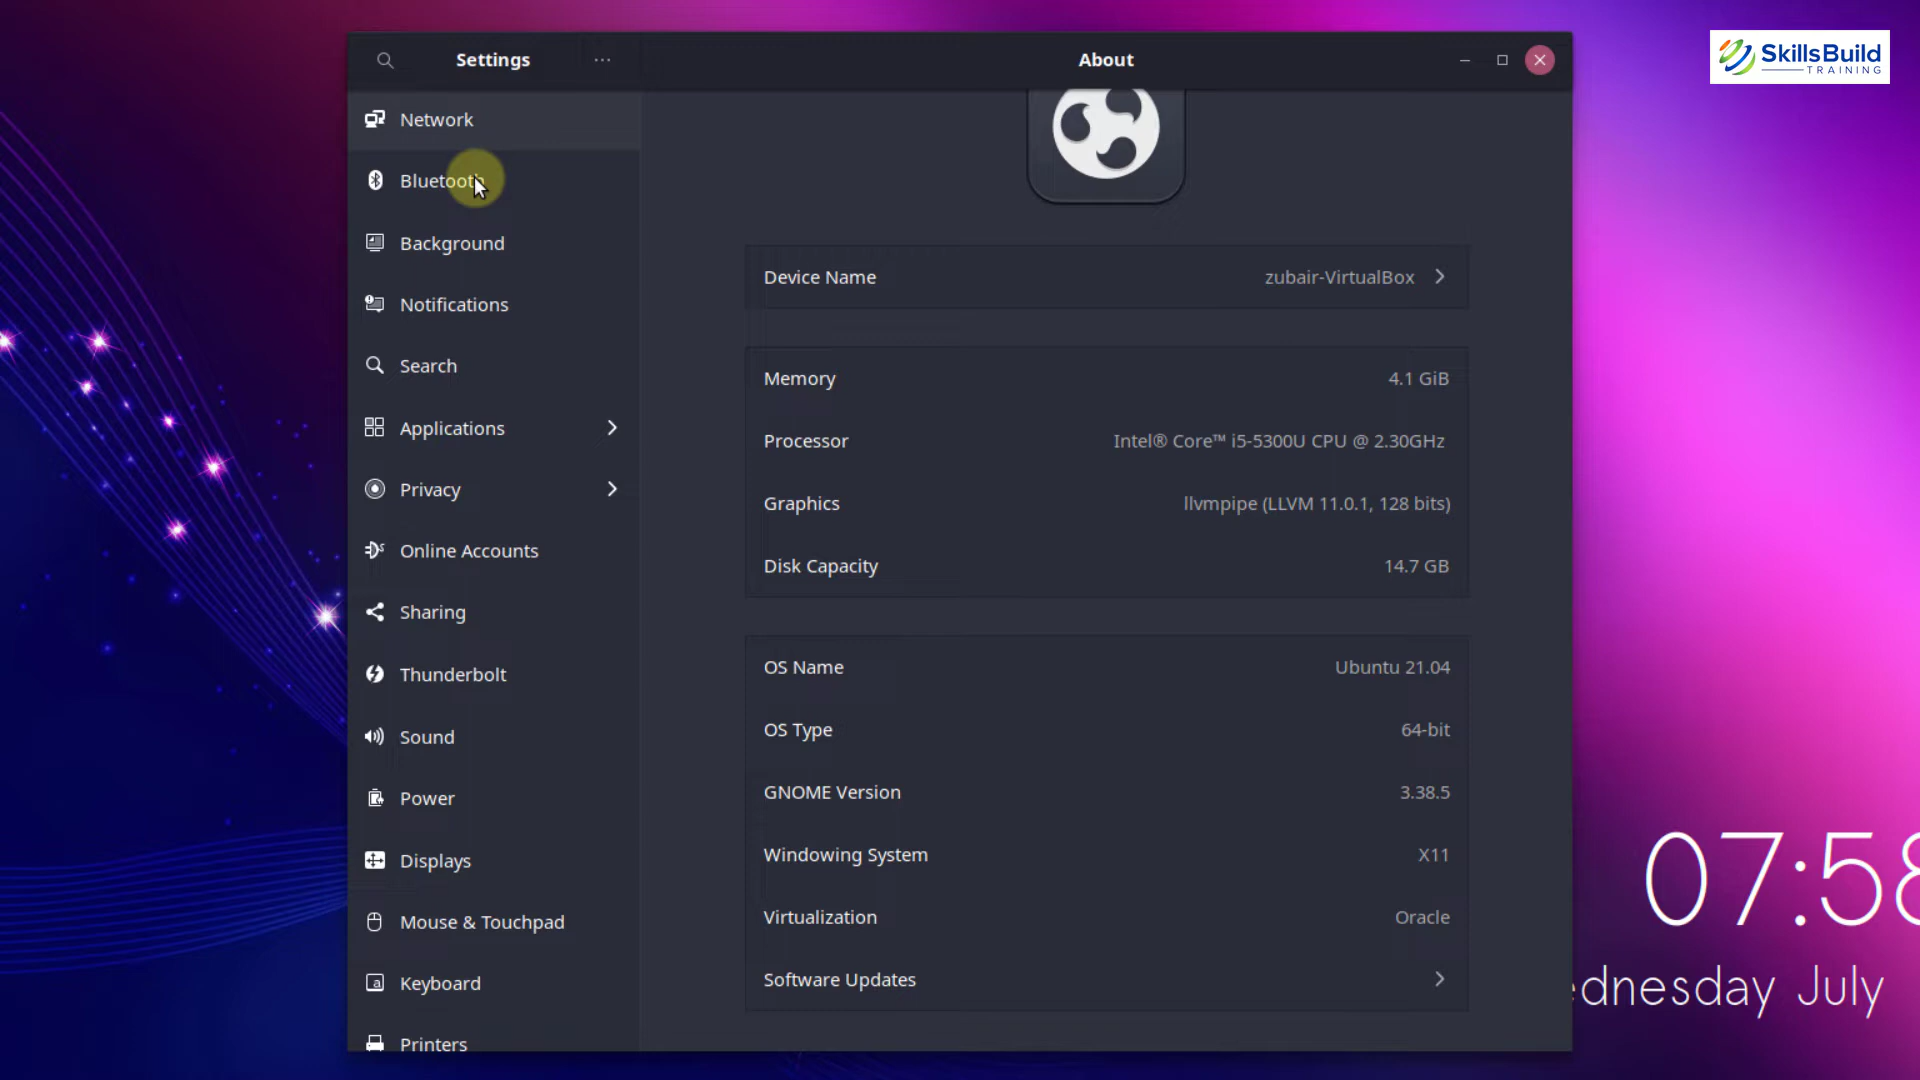 Settings
About
SkillsBuild
TRAINING
Network
Bluetooth
Background
Notifications
Search
Applications
Privacy
Online Accounts
Sharing
Thunderbolt
Sound
Power
Displays
Mouse & Touchpad
Keyboard
Printers
Device Name zubair-VirtualBox
Memory 4.1 GiB
Processor Intel® Core™ i5-5300U CPU @ 2.30GHz
Graphics llvmpipe (LLVM 11.0.1, 128 bits)
Disk Capacity 14.7 GB
OS Name Ubuntu 21.04
OS Type 64-bit
GNOME Version 3.38.5
Windowing System X11
Virtualization Oracle
Software Updates
07:58
ednesday July